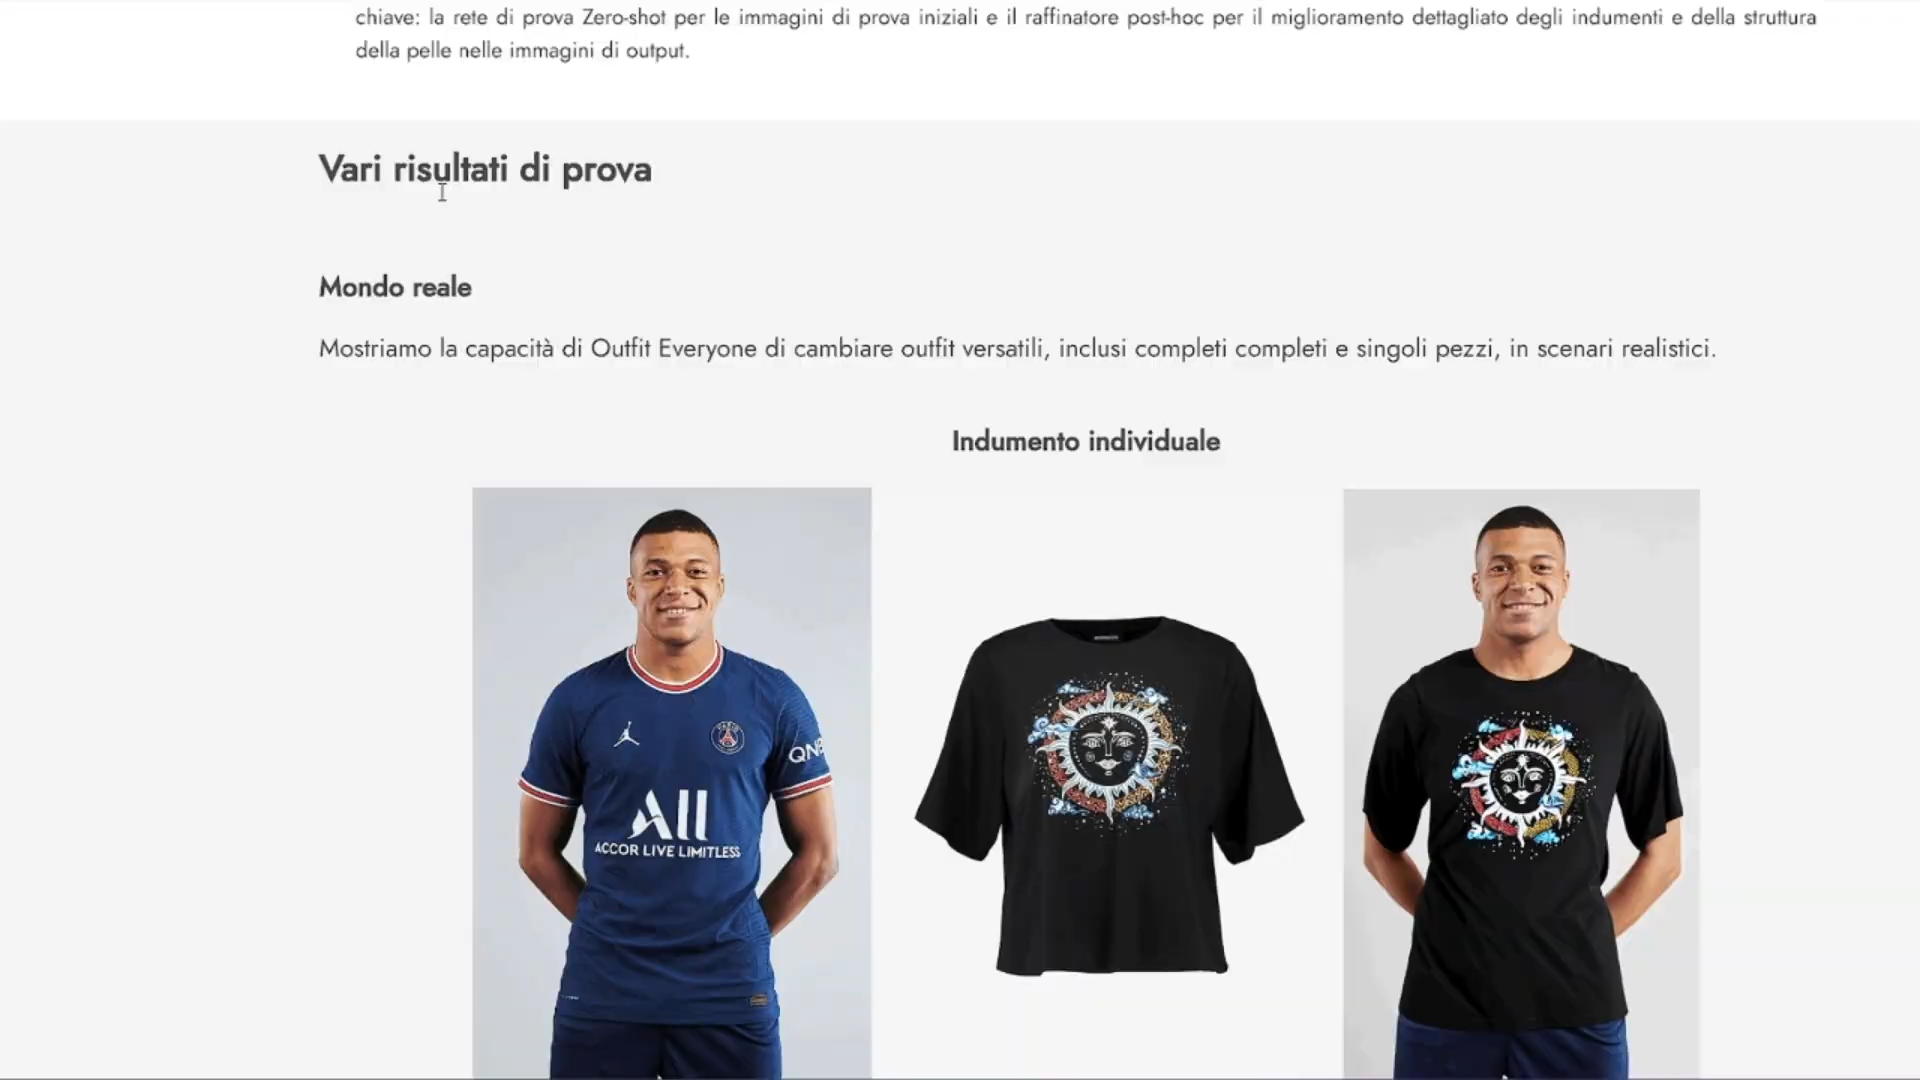 chiave: la rete di prova Zero-shot per le immagini di prova iniziali e il raffinatore post-hoc per il miglioramento dettagliato degli indumenti e della struttura
della pelle nelle immagini di output.
Vari risultati di prova
Mondo reale
Mostriamo la capacità di Outfit Everyone di cambiare outfit versatili, inclusi completi completi e singoli pezzi, in scenari realistici.
Indumento individuale
PARIS
QNB
All
ACCOR LIVE LIMITLESS